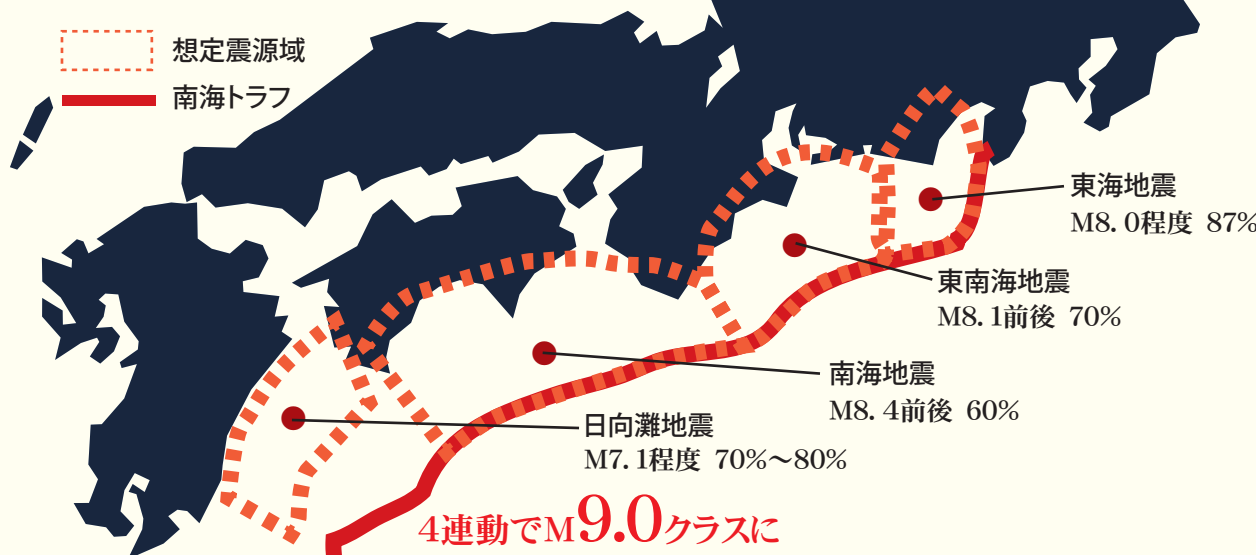 想定震源域
南海トラフ
東海地震
M8.0程度 87%
東南海地震
M8.1前後 70%
南海地震
M8.4前後 60%
日向灘地震
M7.1程度 70%〜80%
4連動でM9.0クラスに